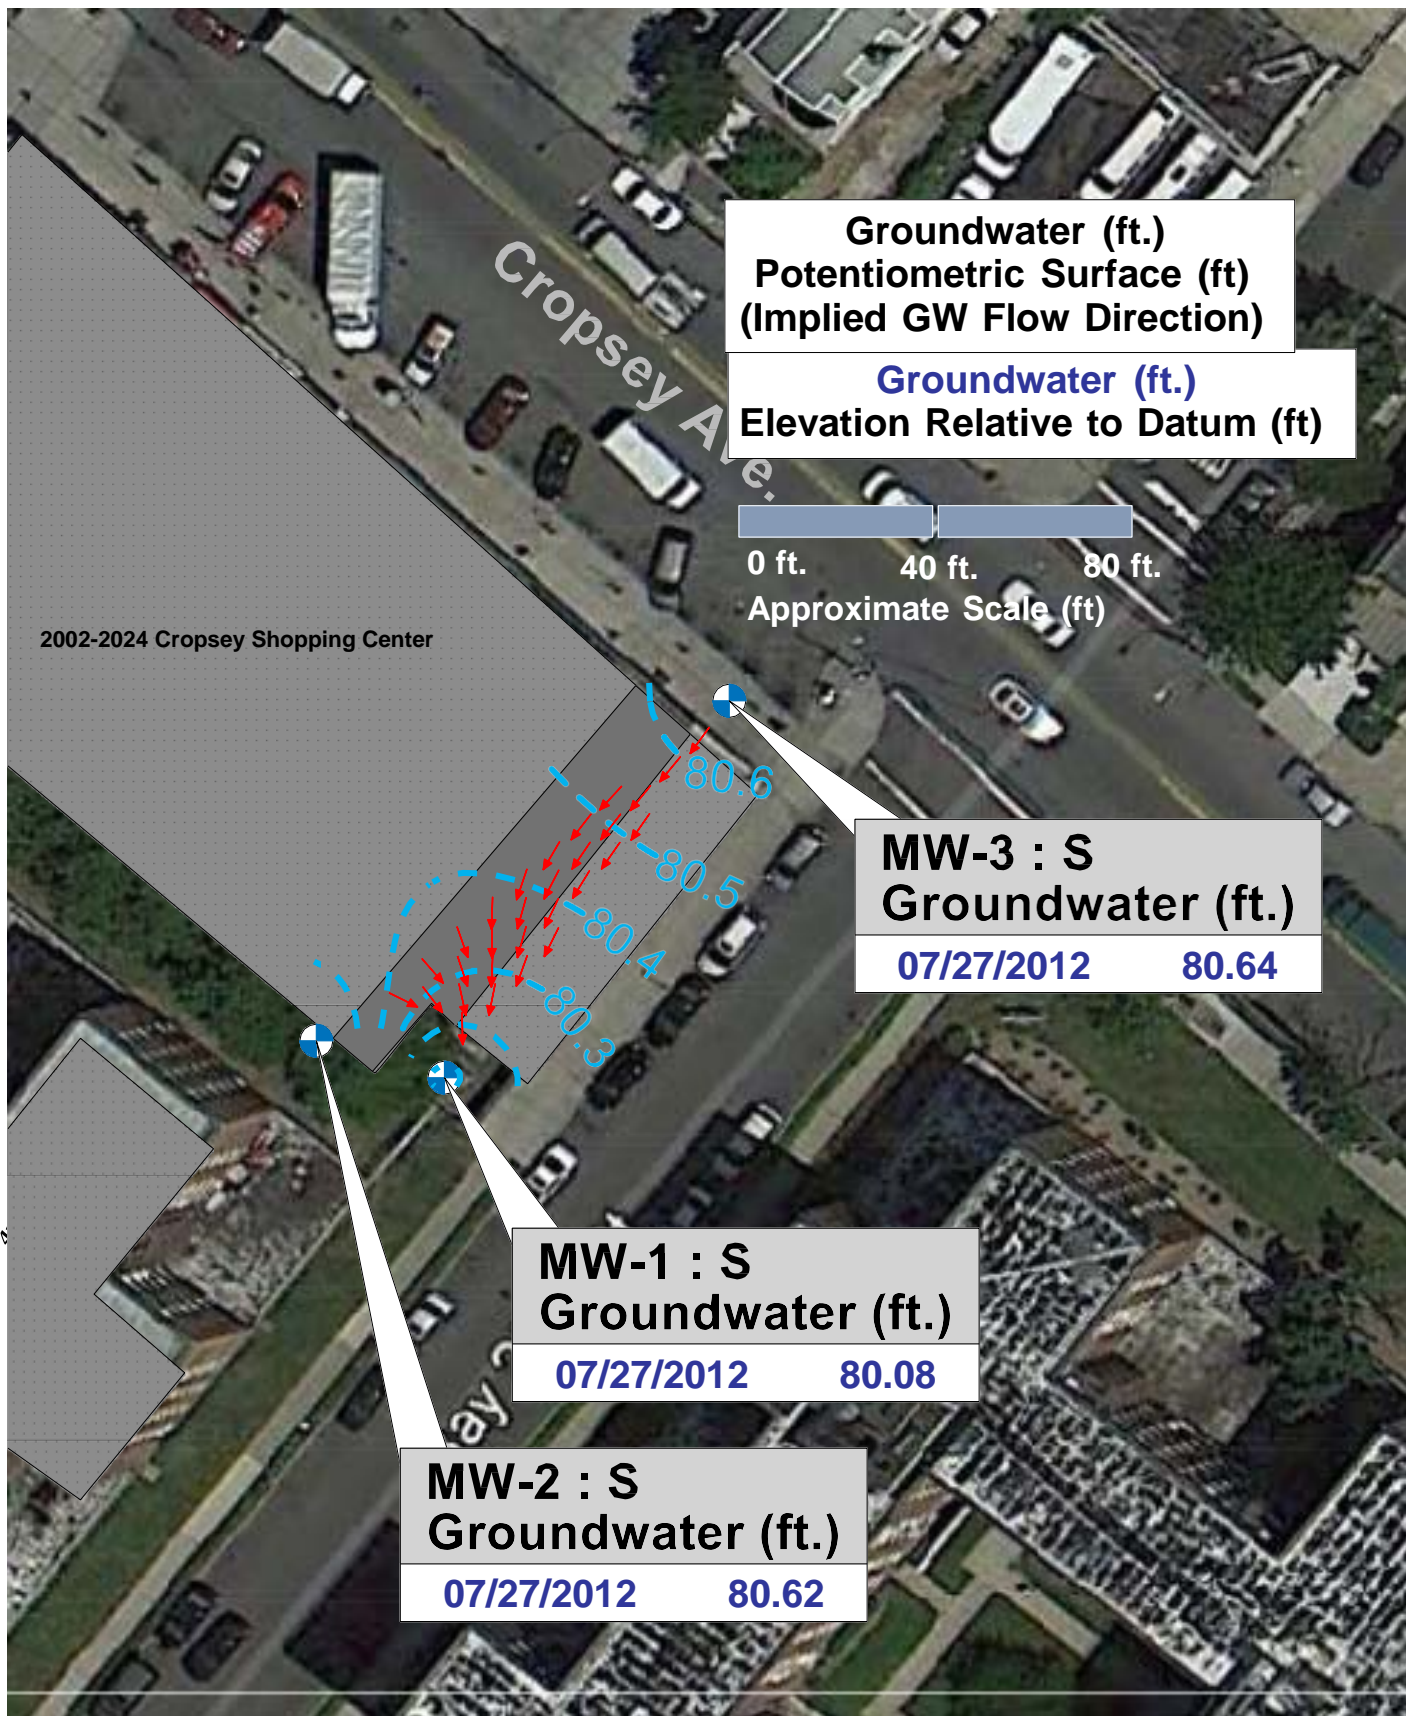 Cropsey Ave.
Groundwater (ft.)
Potentiometric Surface (ft)
(Implied GW Flow Direction)
Groundwater (ft.)
Elevation Relative to Datum (ft)
0 ft. 40 ft. 80 ft.
Approximate Scale (ft)
2002-2024 Cropsey Shopping Center
80.6
80.5
80.4
80.3
MW-3 : S
Groundwater (ft.)
07/27/2012 80.64
MW-1 : S
Groundwater (ft.)
07/27/2012 80.08
MW-2 : S
Groundwater (ft.)
07/27/2012 80.62